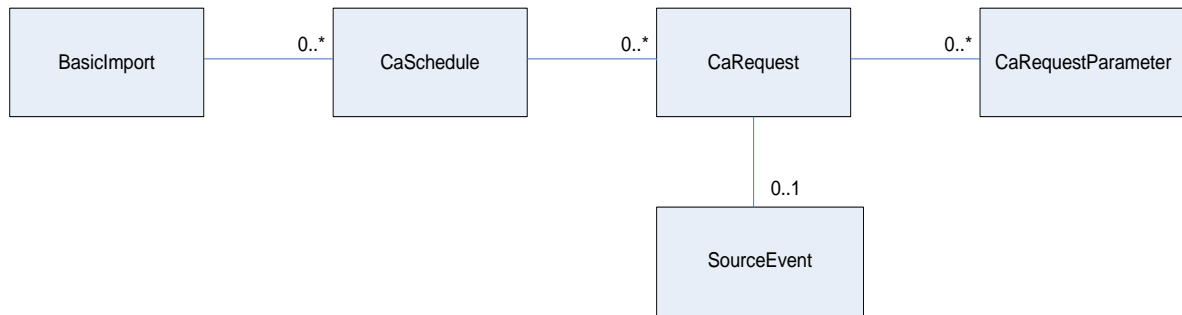 0..*
0..*
0..*
BasicImport
CaSchedule
CaRequest
CaRequestParameter
0..1
SourceEvent